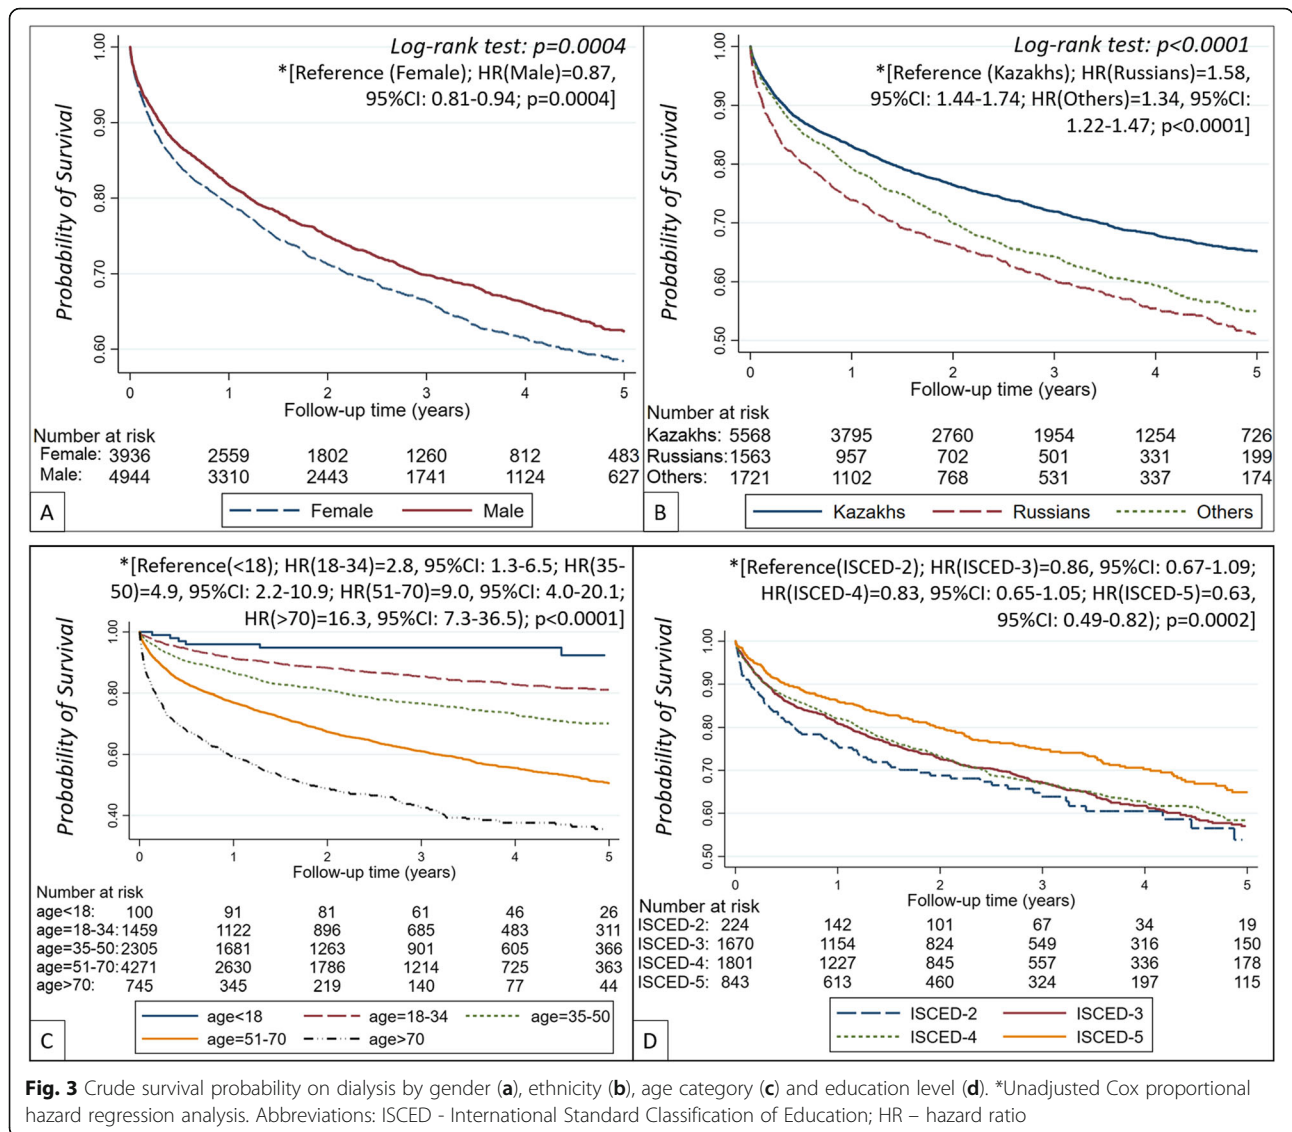 Log-rank test: p=0.0004
*[Reference (Female); HR(Male)=0.87,
95%CI: 0.81-0.94; p=0.0004]
Probability of Survival
1.00
0.90
0.80
0.70
0.60
0 1 2 3 4 5
Follow-up time (years)
Number at risk
Female: 3936 2559 1802 1260 812 483
Male: 4944 3310 2443 1741 1124 627
Female Male
A
Log-rank test: p<0.0001
*[Reference (Kazakhs); HR(Russians)=1.58,
95%CI: 1.44-1.74; HR(Others)=1.34, 95%CI:
1.22-1.47; p<0.0001]
Probability of Survival
1.00
0.90
0.80
0.70
0.60
0.50
0 1 2 3 4 5
Follow-up time (years)
Number at risk
Kazakhs: 5568 3795 2760 1954 1254 726
Russians: 1563 957 702 501 331 199
Others: 1721 1102 768 531 337 174
Kazakhs Russians Others
B
*[Reference(<18); HR(18-34)=2.8, 95%CI: 1.3-6.5; HR(35-
50)=4.9, 95%CI: 2.2-10.9; HR(51-70)=9.0, 95%CI: 4.0-20.1;
HR(>70)=16.3, 95%CI: 7.3-36.5); p<0.0001]
Probability of Survival
1.00
0.80
0.60
0.40
0 1 2 3 4 5
Follow-up time (years)
Number at risk
age<18: 100 91 81 61 46 26
age=18-34: 1459 1122 896 685 483 311
age=35-50: 2305 1681 1263 901 605 366
age=51-70: 4271 2630 1786 1214 725 363
age>70: 745 345 219 140 77 44
age<18 age=18-34 age=35-50
age=51-70 age>70
C
*[Reference(ISCED-2); HR(ISCED-3)=0.86, 95%CI: 0.67-1.09;
HR(ISCED-4)=0.83, 95%CI: 0.65-1.05; HR(ISCED-5)=0.63,
95%CI: 0.49-0.82); p=0.0002]
Probability of Survival
1.00
0.90
0.80
0.70
0.60
0.50
0 1 2 3 4 5
Follow-up time (years)
Number at risk
ISCED-2: 224 142 101 67 34 19
ISCED-3: 1670 1154 824 549 316 150
ISCED-4: 1801 1227 845 557 336 178
ISCED-5: 843 613 460 324 197 115
ISCED-2 ISCED-3
ISCED-4 ISCED-5
D
Fig. 3 Crude survival probability on dialysis by gender (a), ethnicity (b), age category (c) and education level (d). *Unadjusted Cox proportional
hazard regression analysis. Abbreviations: ISCED - International Standard Classification of Education; HR – hazard ratio